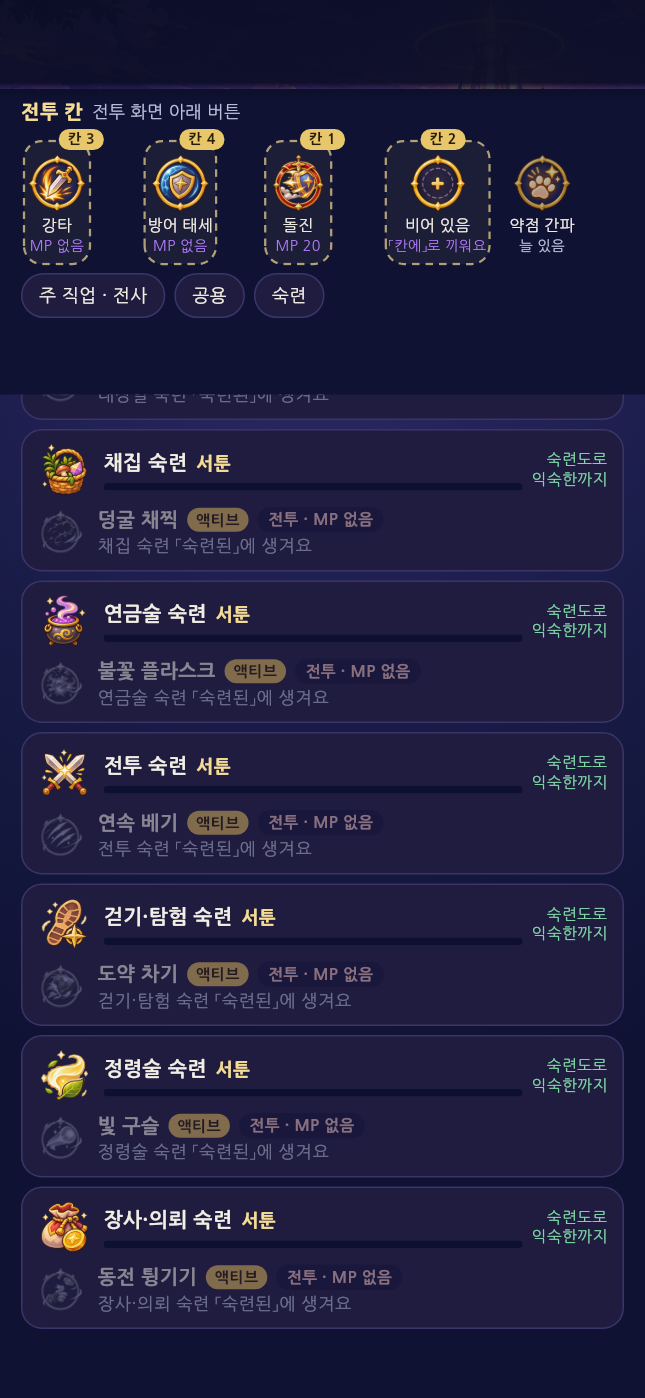 전투 칸 전투 화면 아래 버튼
칸 3 칸 4 칸 1 칸 2
강타 방어 태세 돌진 비어 있음 약점 간파
MP 없음 MP 없음 MP 20 「칸에」로 끼워요 늘 있음
주 직업 · 전사 공용 숙련
대장술 숙련 「숙련된」에 생겨요
채집 숙련 서툰 숙련도로
익숙한까지
덩굴 채찍 액티브 전투 · MP 없음
채집 숙련 「숙련된」에 생겨요
연금술 숙련 서툰 숙련도로
익숙한까지
불꽃 플라스크 액티브 전투 · MP 없음
연금술 숙련 「숙련된」에 생겨요
전투 숙련 서툰 숙련도로
익숙한까지
연속 베기 액티브 전투 · MP 없음
전투 숙련 「숙련된」에 생겨요
걷기·탐험 숙련 서툰 숙련도로
익숙한까지
도약 차기 액티브 전투 · MP 없음
걷기·탐험 숙련 「숙련된」에 생겨요
정령술 숙련 서툰 숙련도로
익숙한까지
빛 구슬 액티브 전투 · MP 없음
정령술 숙련 「숙련된」에 생겨요
장사·의뢰 숙련 서툰 숙련도로
익숙한까지
동전 튕기기 액티브 전투 · MP 없음
장사·의뢰 숙련 「숙련된」에 생겨요